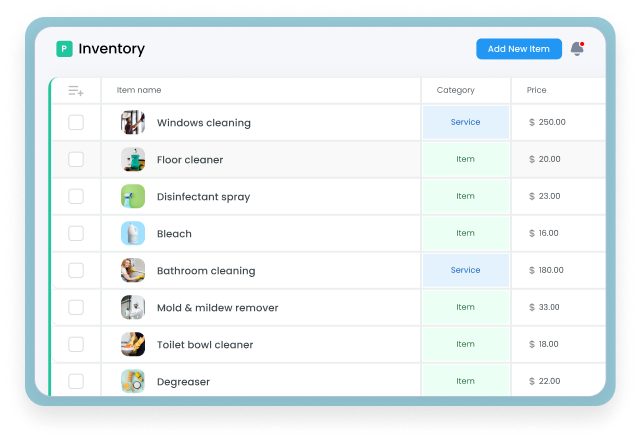 P Inventory
Add New Item
Item name Category Price
Windows cleaning Service $ 250.00
Floor cleaner Item $ 20.00
Disinfectant spray Item $ 23.00
Bleach Item $ 16.00
Bathroom cleaning Service $ 180.00
Mold & mildew remover Item $ 33.00
Toilet bowl cleaner Item $ 18.00
Degreaser Item $ 22.00